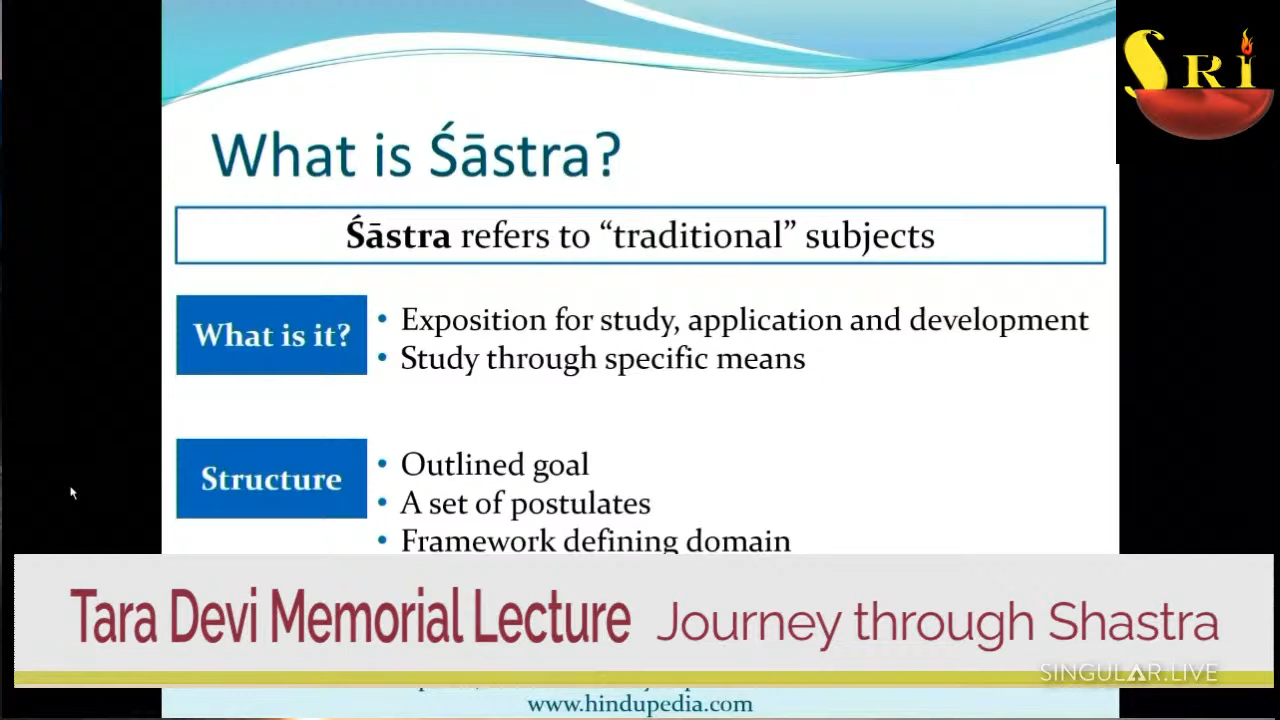 SRi
What is Śāstra?
Śāstra refers to “traditional” subjects
What is it?
• Exposition for study, application and development
• Study through specific means
Structure
• Outlined goal
• A set of postulates
• Framework defining domain
Tara Devi Memorial Lecture Journey through Shastra
SINGULAR.LIVE
www.hindupedia.com